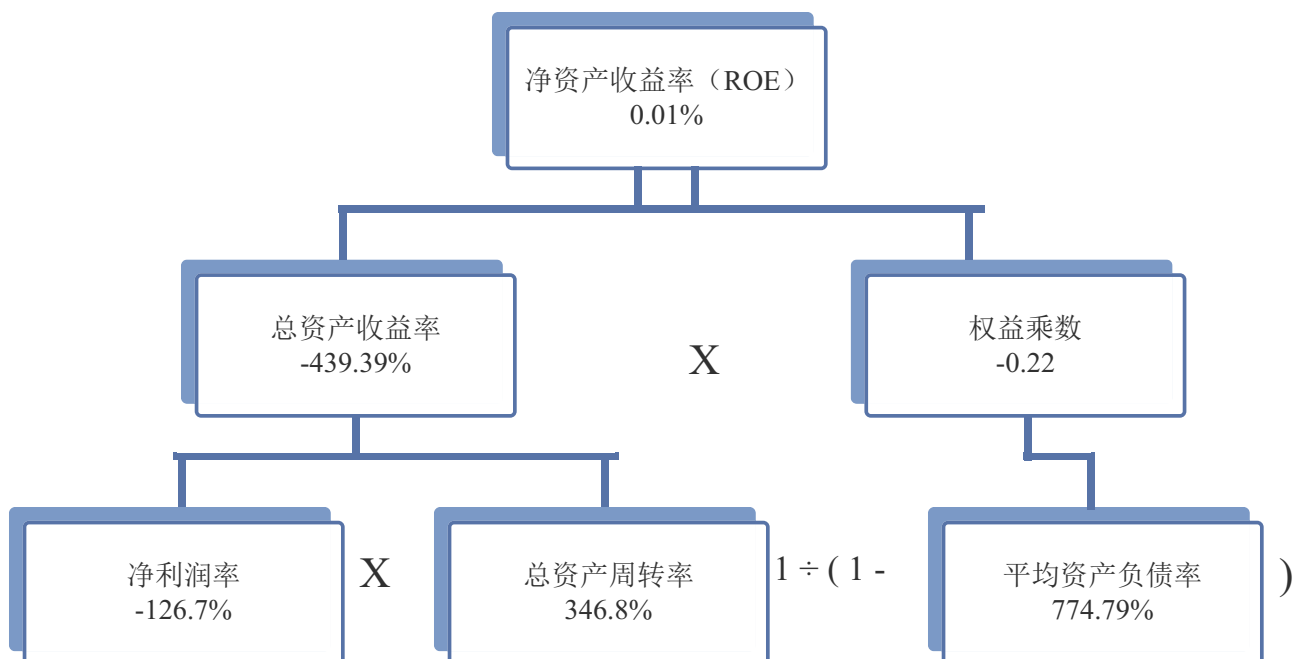 净资产收益率（ROE）
0.01%
总资产收益率
-439.39%
X
权益乘数
-0.22
净利润率
-126.7%
X
总资产周转率
346.8%
1 ÷ ( 1 -
平均资产负债率
774.79%
)